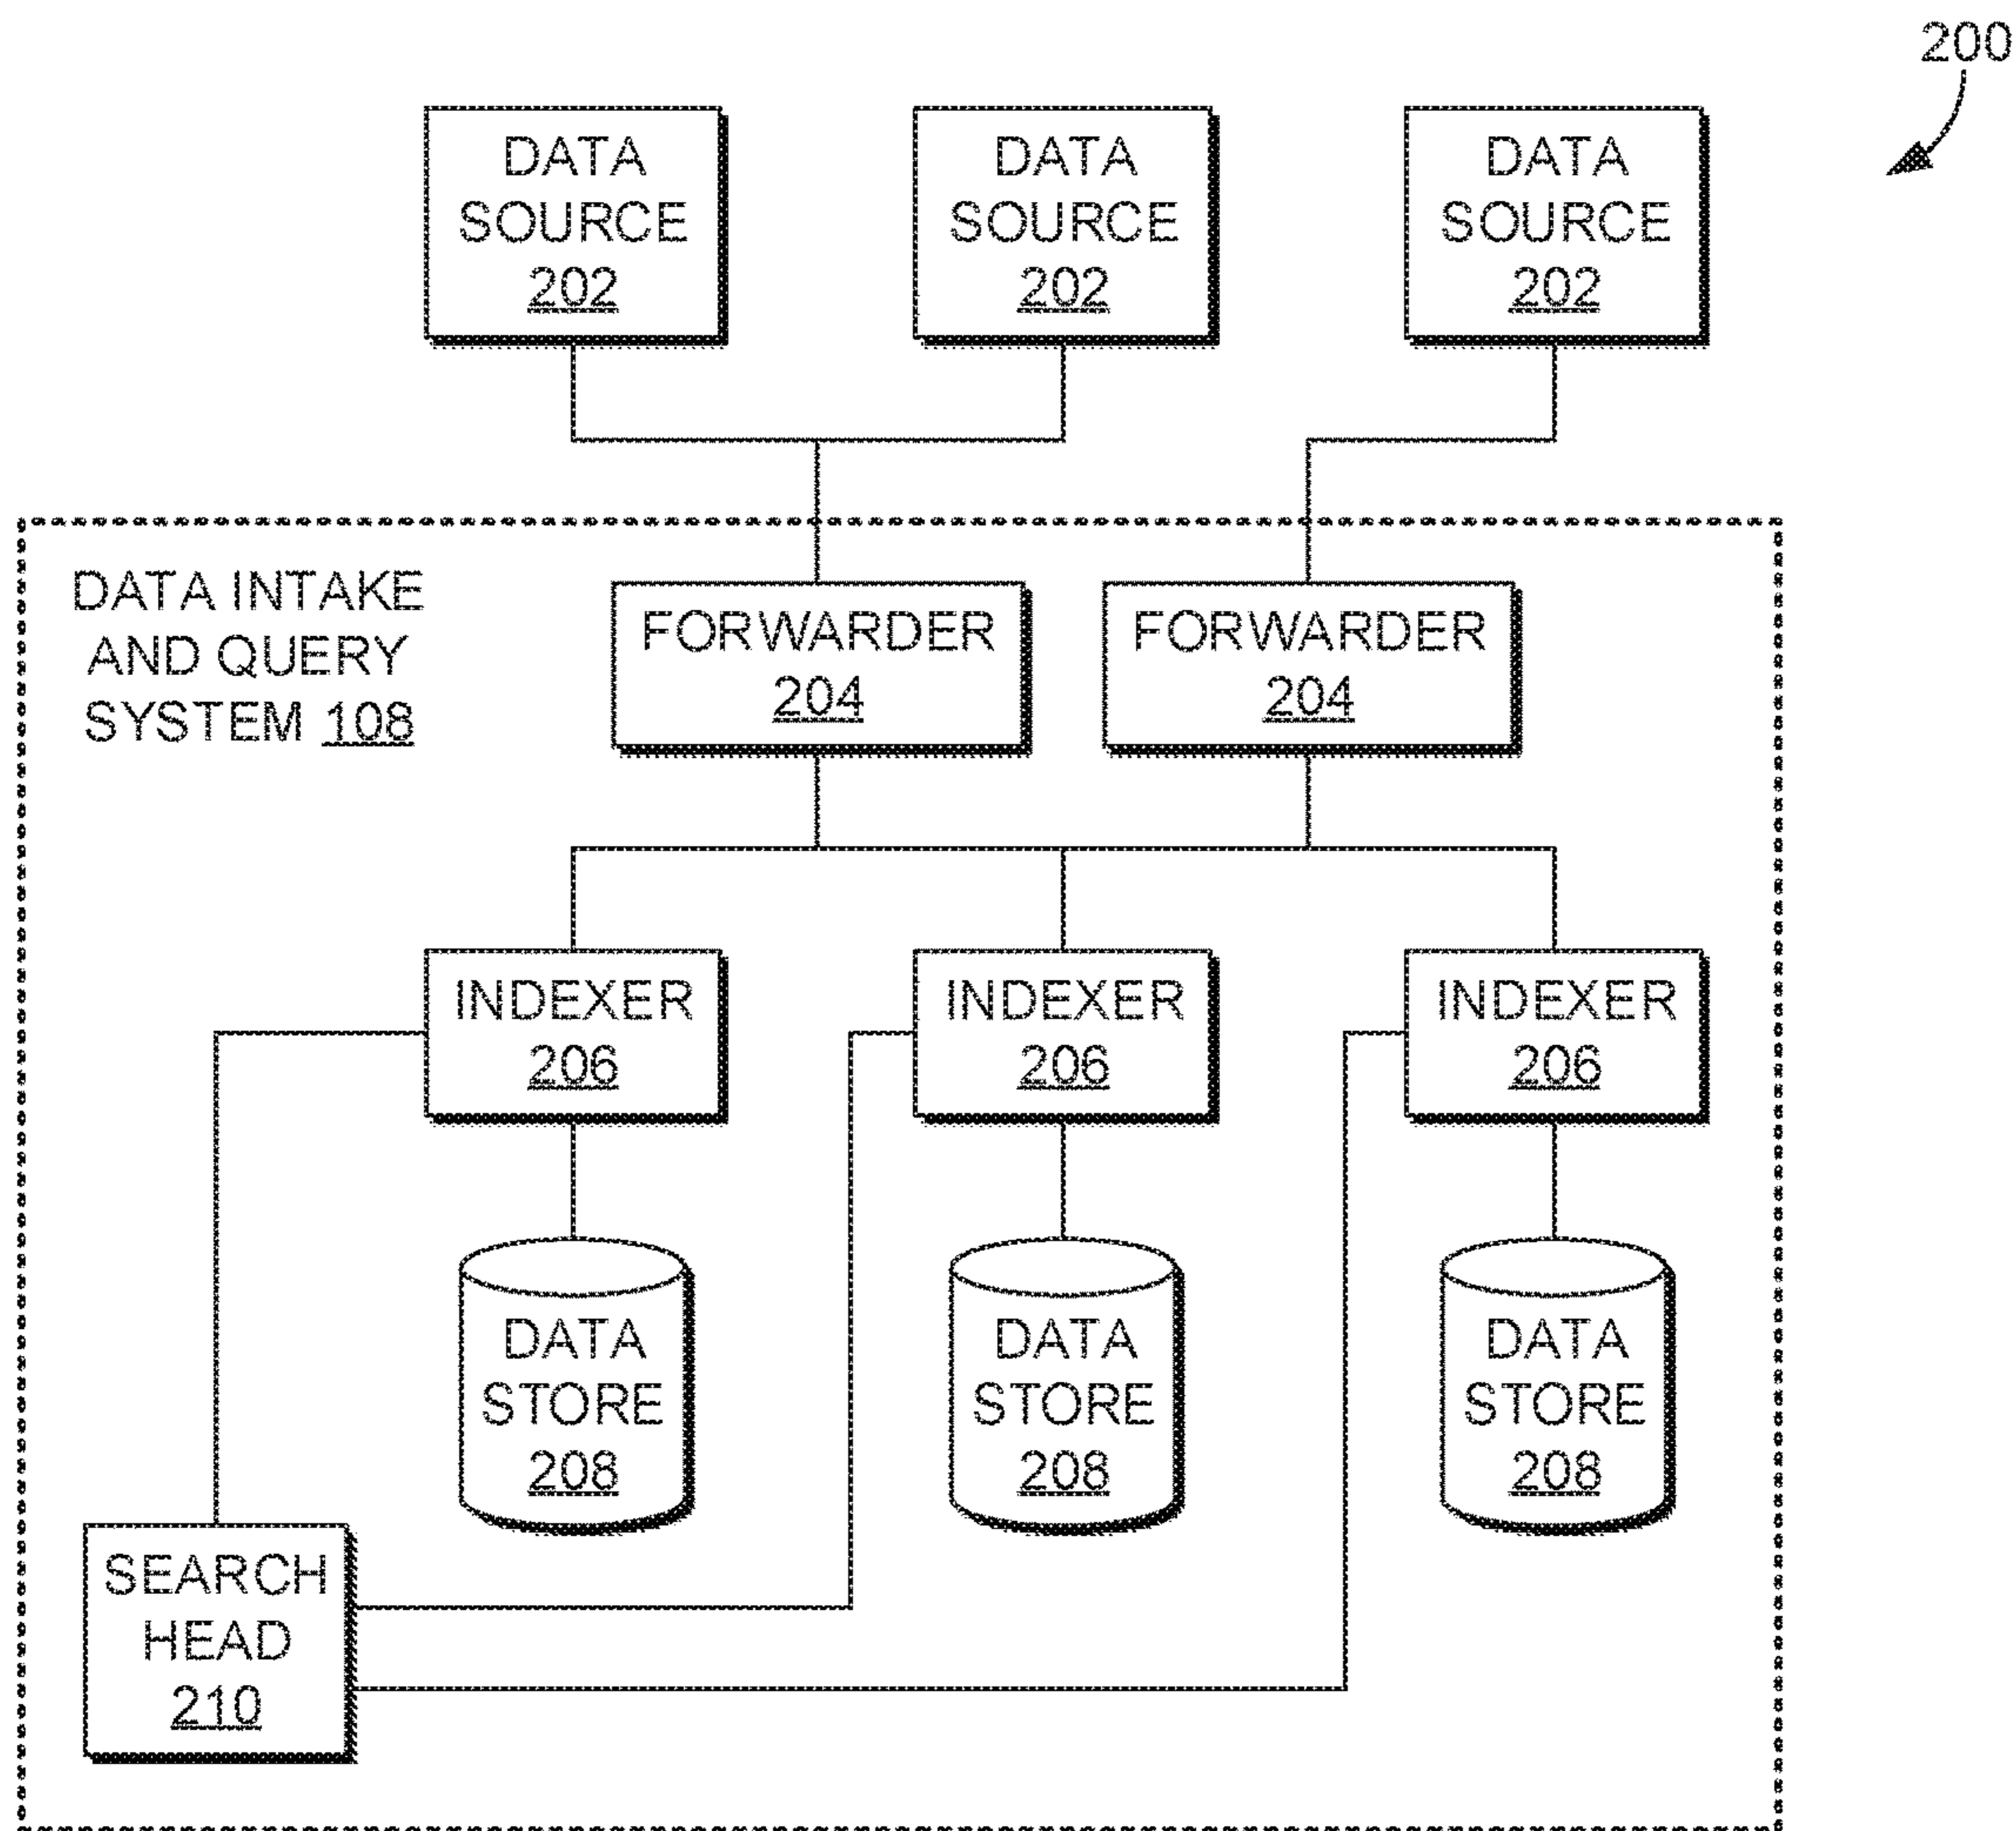 200
DATA
SOURCE
202
DATA
SOURCE
202
DATA
SOURCE
202
DATA INTAKE
AND QUERY
SYSTEM 108
FORWARDER
204
FORWARDER
204
INDEXER
206
INDEXER
206
INDEXER
206
DATA
STORE
208
DATA
STORE
208
DATA
STORE
208
SEARCH
HEAD
210